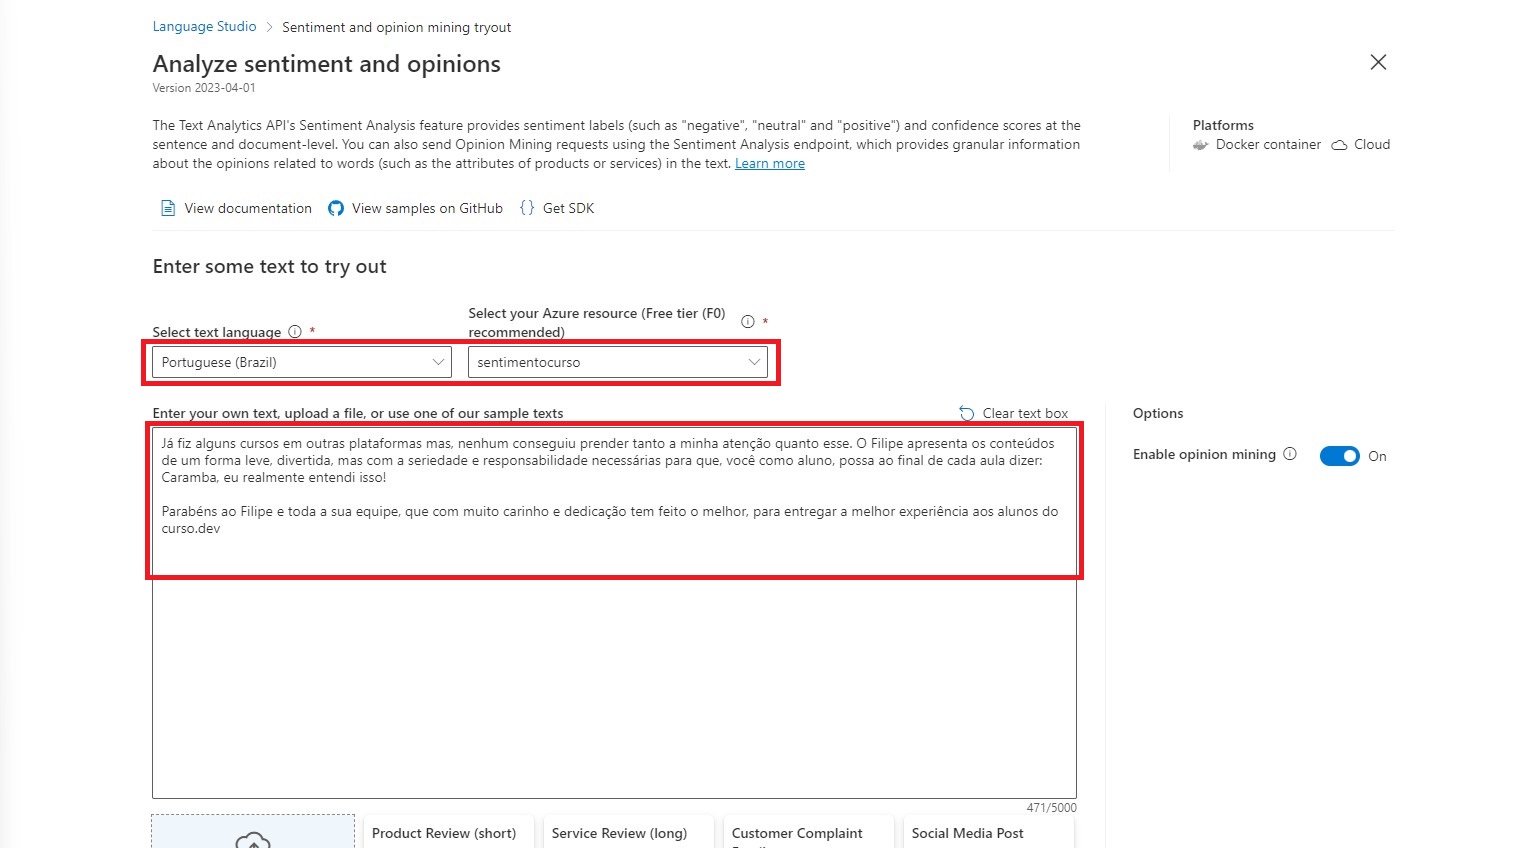 Language Studio > Sentiment and opinion mining tryout
Analyze sentiment and opinions
Version 2023-04-01
The Text Analytics API's Sentiment Analysis feature provides sentiment labels (such as "negative", "neutral" and "positive") and confidence scores at the
sentence and document-level. You can also send Opinion Mining requests using the Sentiment Analysis endpoint, which provides granular information
about the opinions related to words (such as the attributes of products or services) in the text. Learn more
Platforms
Docker container Cloud
View documentation View samples on GitHub {} Get SDK
Enter some text to try out
Select text language *
Select your Azure resource (Free tier (F0)
recommended) *
Portuguese (Brazil)
sentimentocurso
Enter your own text, upload a file, or use one of our sample texts
Clear text box
Já fiz alguns cursos em outras plataformas mas, nenhum conseguiu prender tanto a minha atenção quanto esse. O Filipe apresenta os conteúdos
de um forma leve, divertida, mas com a seriedade e responsabilidade necessárias para que, você como aluno, possa ao final de cada aula dizer:
Caramba, eu realmente entendi isso!
Parabéns ao Filipe e toda a sua equipe, que com muito carinho e dedicação tem feito o melhor, para entregar a melhor experiência aos alunos do
curso.dev
471/5000
Options
Enable opinion mining On
Product Review (short)
Service Review (long)
Customer Complaint
Social Media Post